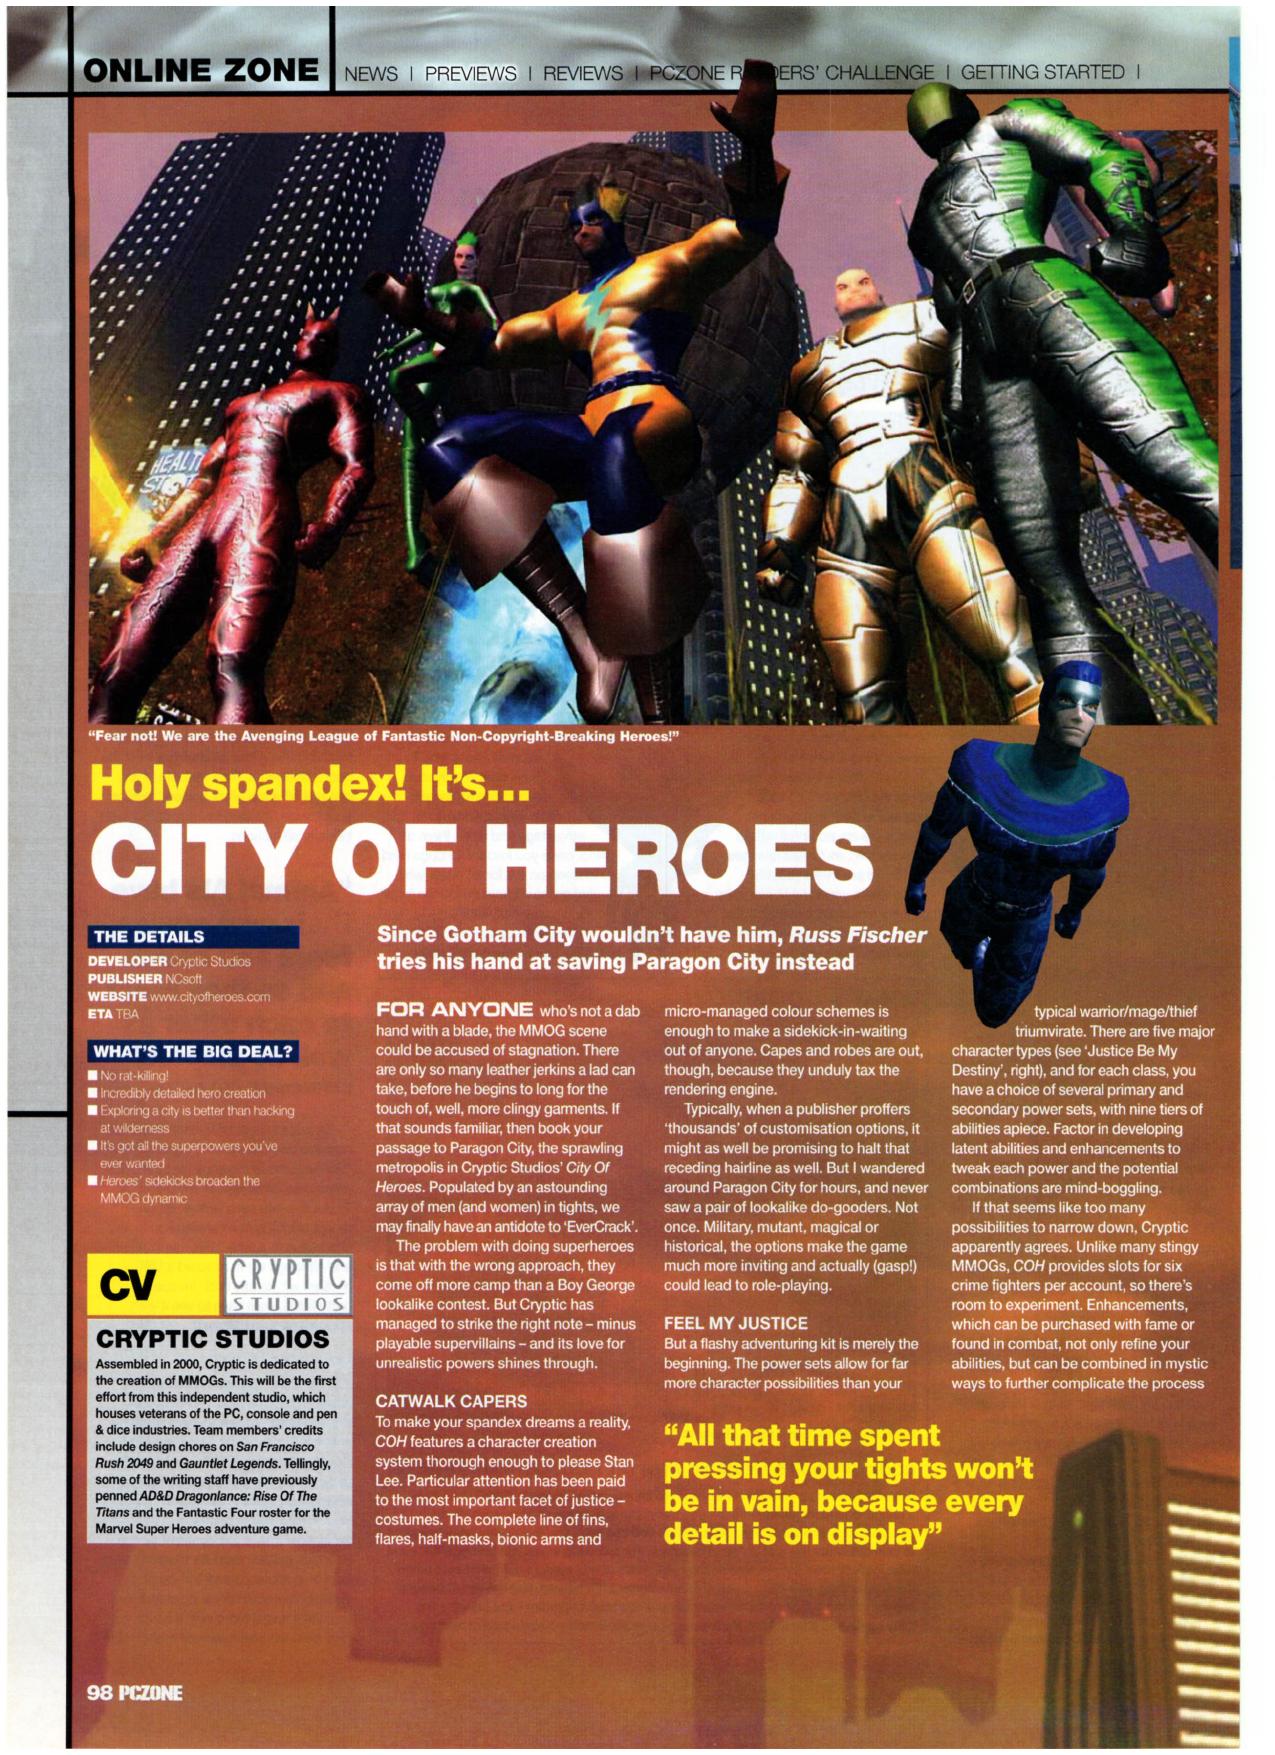 ONLINE ZONE
NEWS | PREVIEWS | REVIEWS | PCZONE R DERS' CHALLENGE | GETTING STARTED |
HEALT
"Fear not! We are the Avenging League of Fantastic Non-Copyright-Breaking Heroes!"
Holy spandex! It's...
CITY OF HEROES
THE DETAILS
DEVELOPER Cryptic Studios
PUBLISHER NCsoft
WEBSITE www.cityofheroes.com
ETA TBA
WHAT'S THE BIG DEAL?
■ No rat-killing!
■ Incredibly detailed hero creation
■ Exploring a city is better than hacking
at wilderness
■ It's got all the superpowers you've
ever wanted
■ Heroes' sidekicks broaden the
MMOG dynamic
CV
CRYPTIC
STUDIOS
CRYPTIC STUDIOS
Assembled in 2000, Cryptic is dedicated to
the creation of MMOGs. This will be the first
effort from this independent studio, which
houses veterans of the PC, console and pen
& dice industries. Team members' credits
include design chores on San Francisco
Rush 2049 and Gauntlet Legends. Tellingly,
some of the writing staff have previously
penned AD&D Dragonlance: Rise Of The
Titans and the Fantastic Four roster for the
Marvel Super Heroes adventure game.
Since Gotham City wouldn't have him, Russ Fischer
tries his hand at saving Paragon City instead
FOR ANYONE who's not a dab
hand with a blade, the MMOG scene
could be accused of stagnation. There
are only so many leather jerkins a lad can
take, before he begins to long for the
touch of, well, more clingy garments. If
that sounds familiar, then book your
passage to Paragon City, the sprawling
metropolis in Cryptic Studios' City Of
Heroes. Populated by an astounding
array of men (and women) in tights, we
may finally have an antidote to 'EverCrack'.
The problem with doing superheroes
is that with the wrong approach, they
come off more camp than a Boy George
lookalike contest. But Cryptic has
managed to strike the right note – minus
playable supervillains – and its love for
unrealistic powers shines through.
CATWALK CAPERS
To make your spandex dreams a reality,
COH features a character creation
system thorough enough to please Stan
Lee. Particular attention has been paid
to the most important facet of justice –
costumes. The complete line of fins,
flares, half-masks, bionic arms and
micro-managed colour schemes is
enough to make a sidekick-in-waiting
out of anyone. Capes and robes are out,
though, because they unduly tax the
rendering engine.
Typically, when a publisher proffers
'thousands' of customisation options, it
might as well be promising to halt that
receding hairline as well. But I wandered
around Paragon City for hours, and never
saw a pair of lookalike do-gooders. Not
once. Military, mutant, magical or
historical, the options make the game
much more inviting and actually (gasp!)
could lead to role-playing.
FEEL MY JUSTICE
But a flashy adventuring kit is merely the
beginning. The power sets allow for far
more character possibilities than your
typical warrior/mage/thief
triumvirate. There are five major
character types (see 'Justice Be My
Destiny', right), and for each class, you
have a choice of several primary and
secondary power sets, with nine tiers of
abilities apiece. Factor in developing
latent abilities and enhancements to
tweak each power and the potential
combinations are mind-boggling.
If that seems like too many
possibilities to narrow down, Cryptic
apparently agrees. Unlike many stingy
MMOGs, COH provides slots for six
crime fighters per account, so there's
room to experiment. Enhancements,
which can be purchased with fame or
found in combat, not only refine your
abilities, but can be combined in mystic
ways to further complicate the process
"All that time spent
pressing your tights won't
be in vain, because every
detail is on display"
98 PCZONE